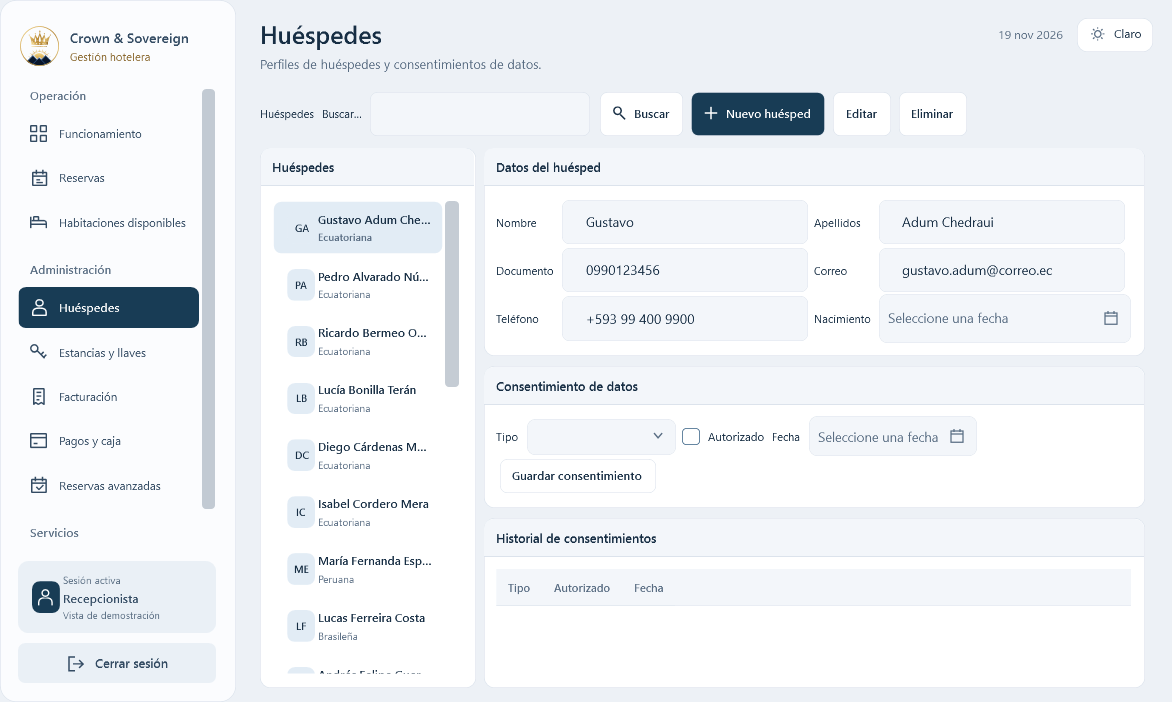 Crown & Sovereign
Gestión hotelera
Operación
Funcionamiento
Reservas
Habitaciones disponibles
Administración
Huéspedes
Estancias y llaves
Facturación
Pagos y caja
Reservas avanzadas
Servicios
Sesión activa
Recepcionista
Vista de demostración
Cerrar sesión
Huéspedes
Perfiles de huéspedes y consentimientos de datos.
19 nov 2026
Claro
Huéspedes Buscar...
Buscar
Nuevo huésped
Editar
Eliminar
Huéspedes
GA Gustavo Adum Che...
Ecuatoriana
PA Pedro Alvarado Nú...
Ecuatoriana
RB Ricardo Bermeo O...
Ecuatoriana
LB Lucía Bonilla Terán
Ecuatoriana
DC Diego Cárdenas M...
Ecuatoriana
IC Isabel Cordero Mera
Ecuatoriana
ME María Fernanda Esp...
Peruana
LF Lucas Ferreira Costa
Brasileña
Datos del huésped
Nombre Gustavo Apellidos Adum Chedraui
Documento 0990123456 Correo gustavo.adum@correo.ec
Teléfono +593 99 400 9900 Nacimiento Seleccione una fecha
Consentimiento de datos
Tipo Autorizado Fecha Seleccione una fecha
Guardar consentimiento
Historial de consentimientos
Tipo Autorizado Fecha